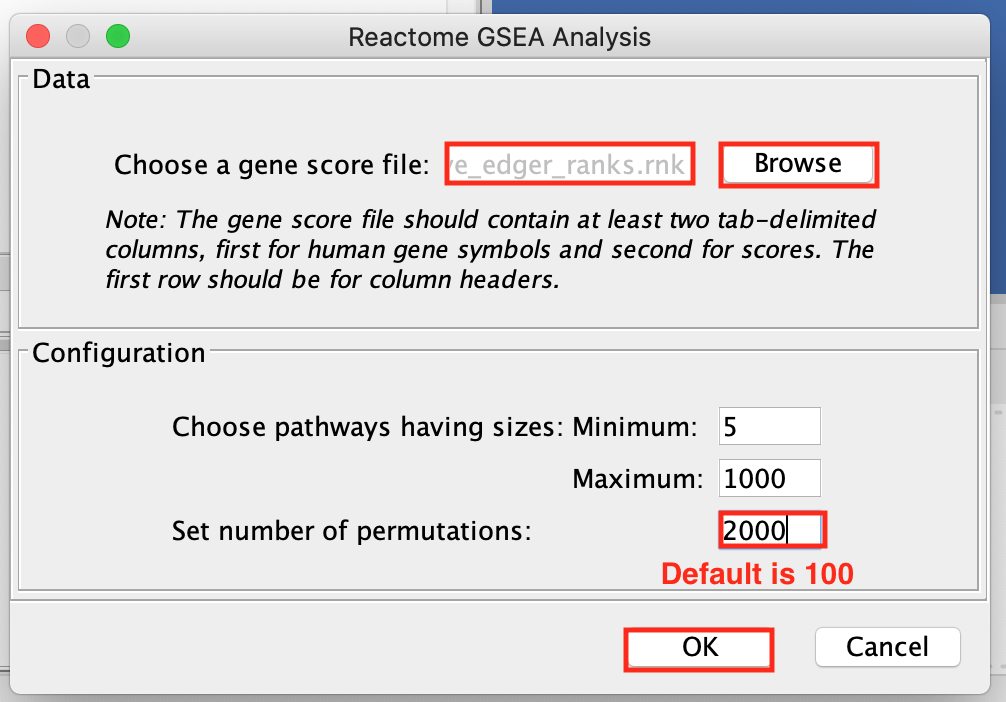 Reactome GSEA Analysis
Data
Choose a gene score file: ve_edger_ranks.rnk Browse
Note: The gene score file should contain at least two tab-delimited
columns, first for human gene symbols and second for scores. The
first row should be for column headers.
Configuration
Choose pathways having sizes: Minimum: 5
Maximum: 1000
Set number of permutations: 2000
Default is 100
OK Cancel